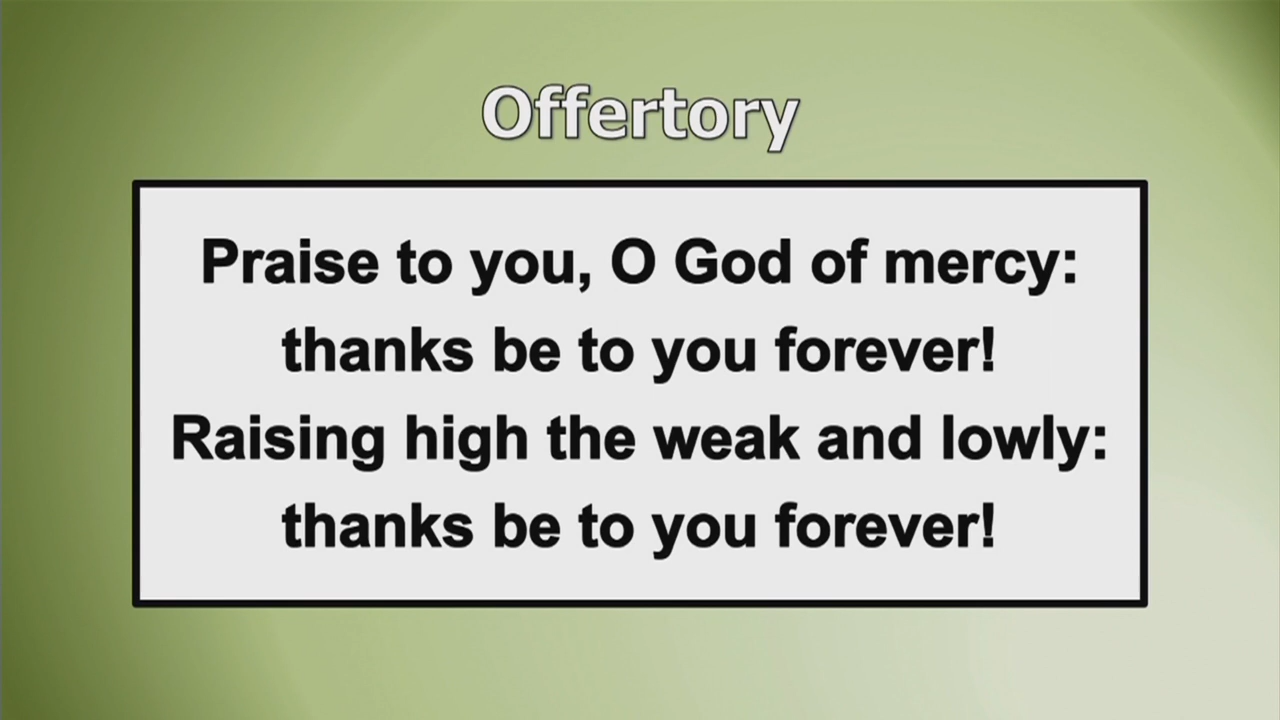 Offertory
Praise to you, O God of mercy:
thanks be to you forever!
Raising high the weak and lowly:
thanks be to you forever!